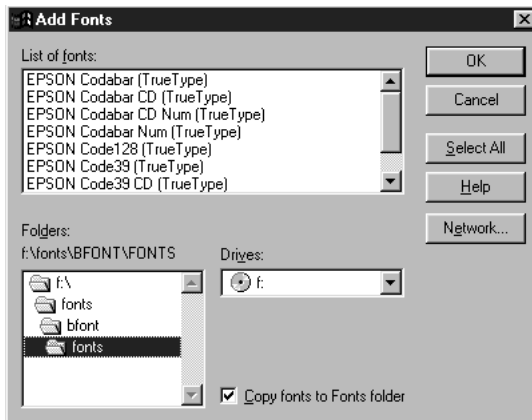 Add Fonts
List of fonts:
EPSON Codabar (TrueType)
EPSON Codabar CD (TrueType)
EPSON Codabar CD Num (TrueType)
EPSON Codabar Num (TrueType)
EPSON Code128 (TrueType)
EPSON Code39 (TrueType)
EPSON Code39 CD (TrueType)
OK
Cancel
Select All
Help
Network...
Folders:
f:\fonts\BFONT\FONTS
f:\
fonts
bfont
fonts
Drives:
f:
Copy fonts to Fonts folder